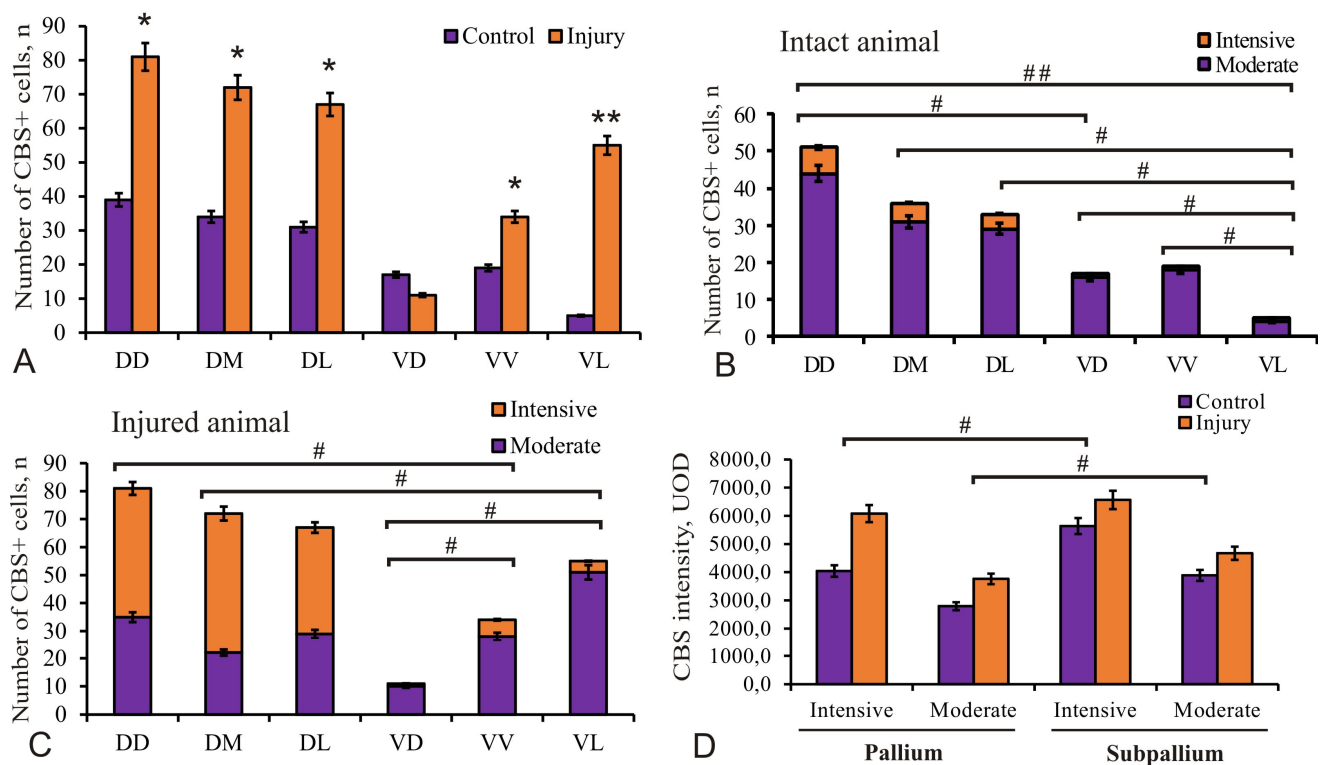 90
80
70
60
50
40
30
20
10
0
Number of CBS+ cells, n
Control Injury
* * * * **
DD DM DL VD VV VL
A
Intact animal
Intensive
Moderate
60
50
40
30
20
10
0
Number of CBS+ cells, n
##
#
#
#
#
#
DD DM DL VD VV VL
B
Injured animal
Intensive
Moderate
90
80
70
60
50
40
30
20
10
0
Number of CBS+ cells, n
#
#
#
#
DD DM DL VD VV VL
C
Control
Injury
8000,0
7000,0
6000,0
5000,0
4000,0
3000,0
2000,0
1000,0
0,0
CBS intensity, UOD
#
#
Intensive Moderate Intensive Moderate
Pallium Subpallium
D